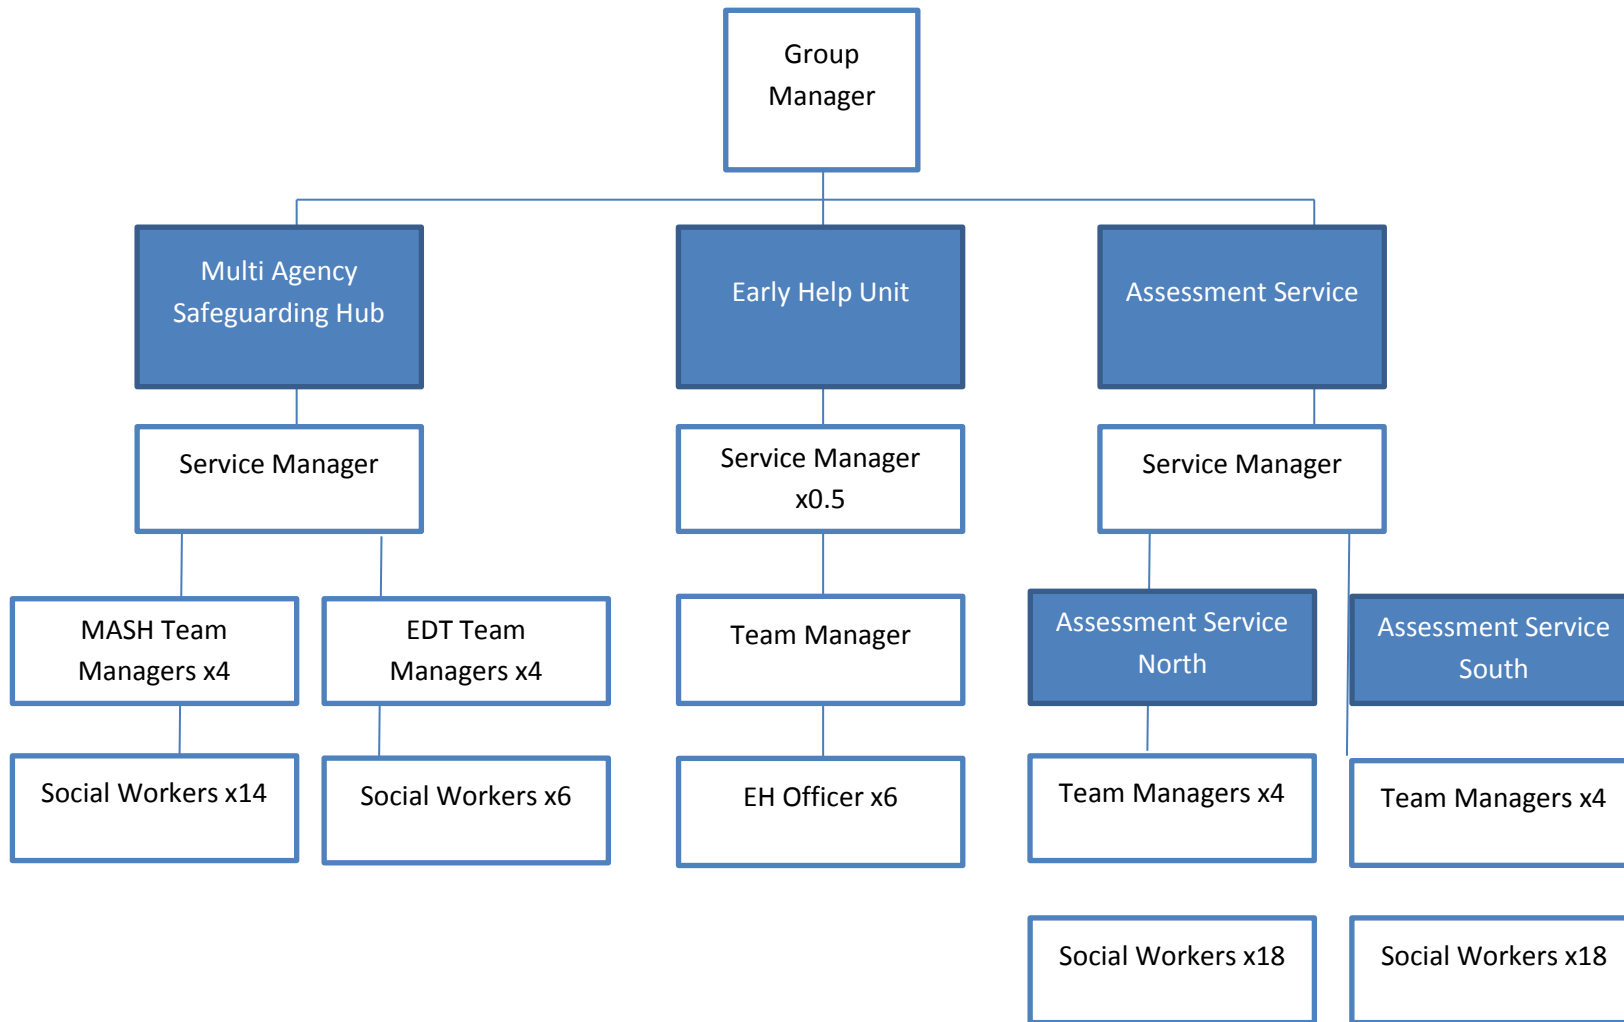 Group
Manager
Multi Agency
Safeguarding Hub
Early Help Unit
Assessment Service
Service Manager
Service Manager
x0.5
Service Manager
MASH Team
Managers x4
EDT Team
Managers x4
Team Manager
Assessment Service
North
Assessment Service
South
Social Workers x14
Social Workers x6
EH Officer x6
Team Managers x4
Team Managers x4
Social Workers x18
Social Workers x18